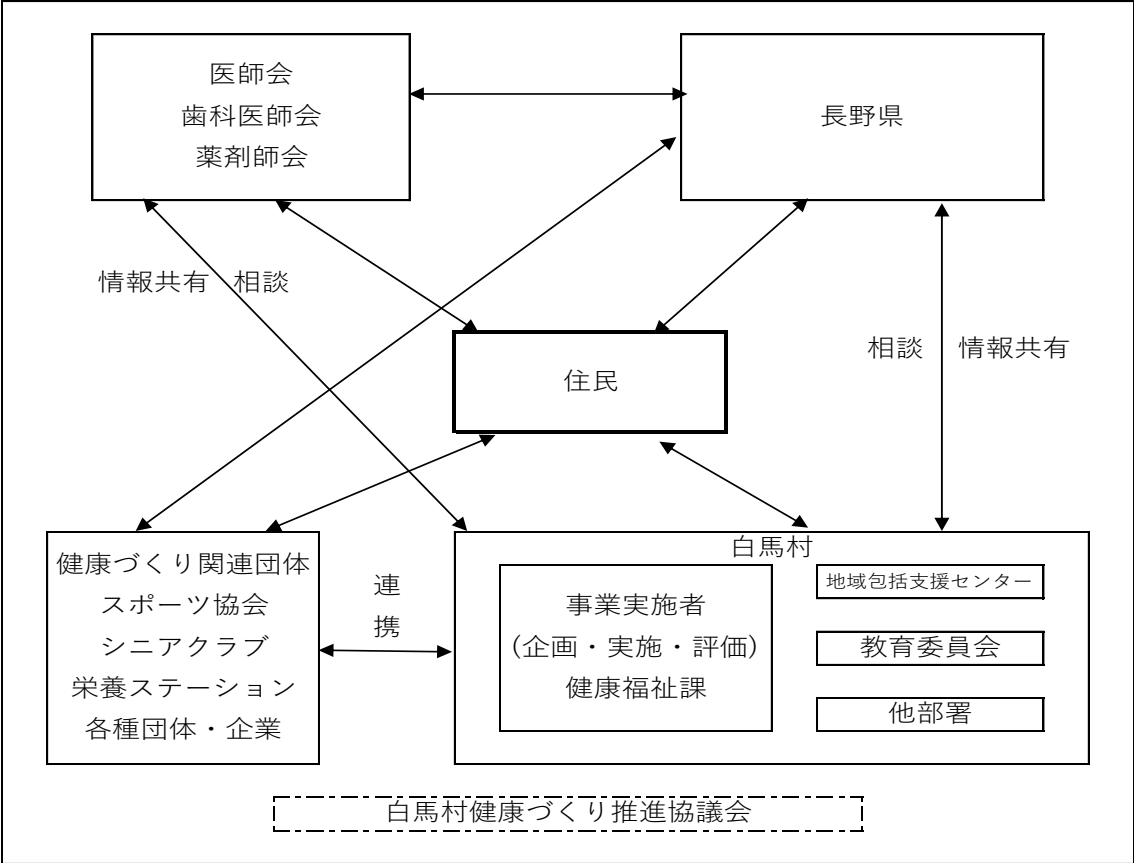 医師会
歯科医師会
薬剤師会
長野県
情報共有 相談
相談 情報共有
住民
健康づくり関連団体
スポーツ協会
シニアクラブ
栄養ステーション
各種団体・企業
連
携
白馬村
事業実施者
(企画・実施・評価)
健康福祉課
地域包括支援センター
教育委員会
他部署
白馬村健康づくり推進協議会